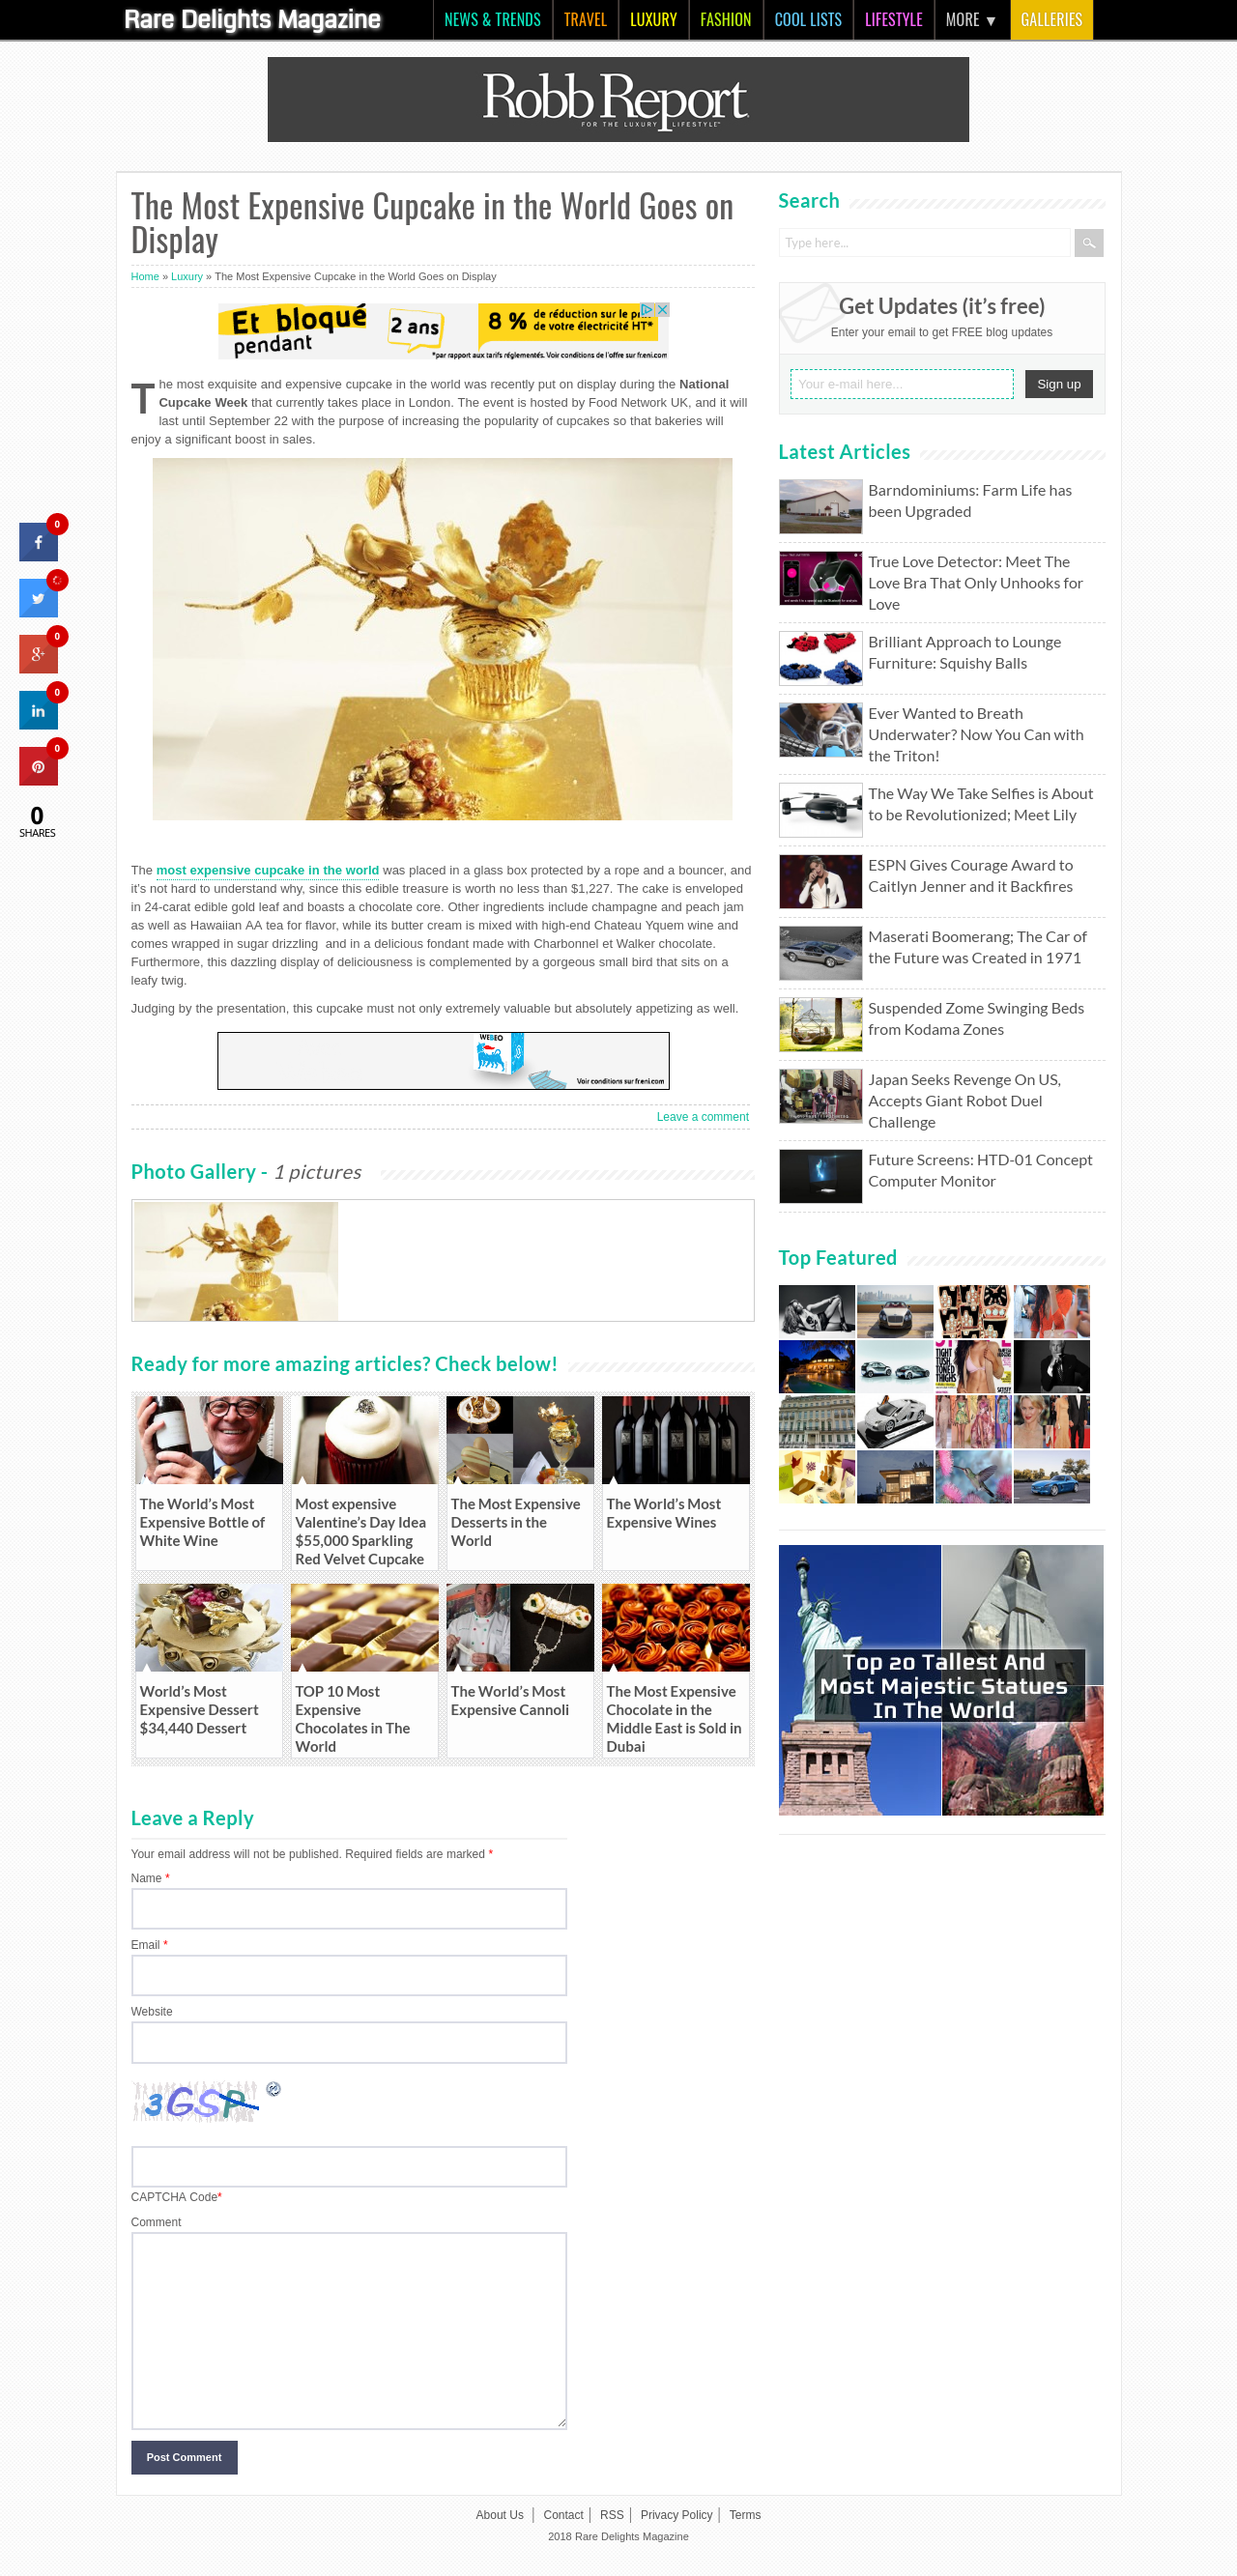 Rare Delights Magazine
NEWS & TRENDS
TRAVEL
LUXURY
FASHION
COOL LISTS
LIFESTYLE
MORE ▼
GALLERIES
Robb Report
FOR THE LUXURY LIFESTYLE™
The Most Expensive Cupcake in the World Goes on
Display
Home » Luxury » The Most Expensive Cupcake in the World Goes on Display
Et bloqué
pendant
2 ans
8 % de réduction sur le prix
de votre électricité HT*
*par rapport aux tarifs réglementés. Voir conditions de l'offre sur fr.eni.com
The most exquisite and expensive cupcake in the world was recently put on display during the National
Cupcake Week that currently takes place in London. The event is hosted by Food Network UK, and it will
last until September 22 with the purpose of increasing the popularity of cupcakes so that bakeries will
enjoy a significant boost in sales.
0
0
0
0
0
SHARES
The most expensive cupcake in the world was placed in a glass box protected by a rope and a bouncer, and
it's not hard to understand why, since this edible treasure is worth no less than $1,227. The cake is enveloped
in 24-carat edible gold leaf and boasts a chocolate core. Other ingredients include champagne and peach jam
as well as Hawaiian AA tea for flavor, while its butter cream is mixed with high-end Chateau Yquem wine and
comes wrapped in sugar drizzling  and in a delicious fondant made with Charbonnel et Walker chocolate.
Furthermore, this dazzling display of deliciousness is complemented by a gorgeous small bird that sits on a
leafy twig.
Judging by the presentation, this cupcake must not only extremely valuable but absolutely appetizing as well.
WEBEO
Voir conditions sur fr.eni.com
Leave a comment
Photo Gallery - 1 pictures
Ready for more amazing articles? Check below!
The World's Most
Expensive Bottle of
White Wine
Most expensive
Valentine's Day Idea
$55,000 Sparkling
Red Velvet Cupcake
The Most Expensive
Desserts in the
World
The World's Most
Expensive Wines
World's Most
Expensive Dessert
$34,440 Dessert
TOP 10 Most
Expensive
Chocolates in The
World
The World's Most
Expensive Cannoli
The Most Expensive
Chocolate in the
Middle East is Sold in
Dubai
Leave a Reply
Your email address will not be published. Required fields are marked *
Name *
Email *
Website
3GSP
CAPTCHA Code*
Comment
Post Comment
Search
Type here...
Get Updates (it's free)
Enter your email to get FREE blog updates
Your e-mail here...
Sign up
Latest Articles
Barndominiums: Farm Life has
been Upgraded
True Love Detector: Meet The
Love Bra That Only Unhooks for
Love
Brilliant Approach to Lounge
Furniture: Squishy Balls
Ever Wanted to Breath
Underwater? Now You Can with
the Triton!
The Way We Take Selfies is About
to be Revolutionized; Meet Lily
ESPN Gives Courage Award to
Caitlyn Jenner and it Backfires
Maserati Boomerang; The Car of
the Future was Created in 1971
Suspended Zome Swinging Beds
from Kodama Zones
Japan Seeks Revenge On US,
Accepts Giant Robot Duel
Challenge
Future Screens: HTD-01 Concept
Computer Monitor
Top Featured
TIGHT
TUSH
TONED
THIGHS
Top 20 Tallest And
Most Majestic Statues
In The World
About Us
Contact
RSS
Privacy Policy
Terms
2018 Rare Delights Magazine